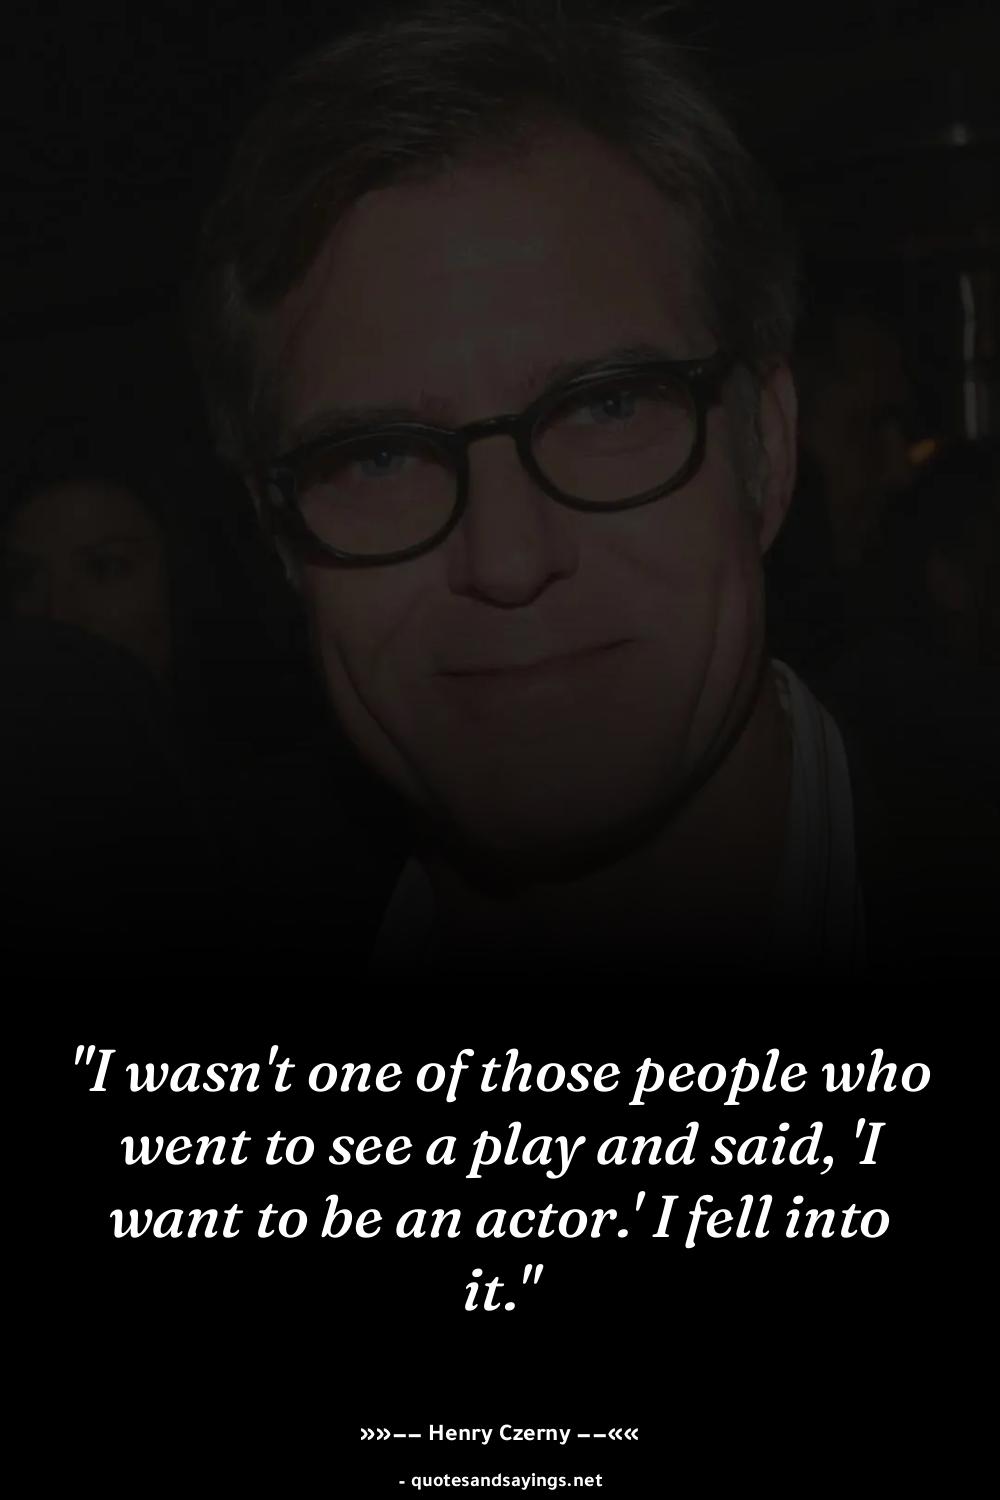 "I wasn't one of those people who
went to see a play and said, 'I
want to be an actor.' I fell into
it."
»»–– Henry Czerny ––««
- quotesandsayings.net